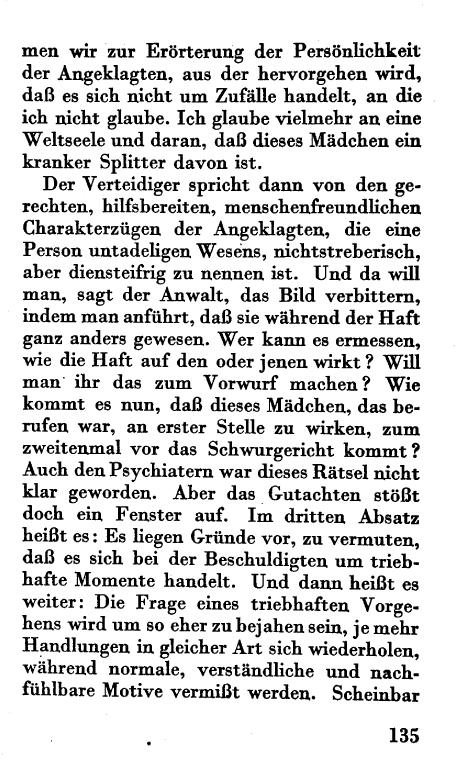 men wir zur Erörterung der Persönlichkeit
der Angeklagten, aus der hervorgehen wird,
daß es sich nicht um Zufälle handelt, an die
ich nicht glaube. Ich glaube vielmehr an eine
Weltseele und daran, daß dieses Mädchen ein
kranker Splitter davon ist.
Der Verteidiger spricht dann von den ge-
rechten, hilfsbereiten, menschenfreundlichen
Charakterzügen der Angeklagten, die eine
Person untadeligen Wesens, nichtstreberisch,
aber diensteifrig zu nennen ist. Und da will
man, sagt der Anwalt, das Bild verbittern,
indem man anführt, daß sie während der Haft
ganz anders gewesen. Wer kann es ermessen,
wie die Haft auf den oder jenen wirkt? Will
man ihr das zum Vorwurf machen? Wie
kommt es nun, daß dieses Mädchen, das be-
rufen war, an erster Stelle zu wirken, zum
zweitenmal vor das Schwurgericht kommt?
Auch den Psychiatern war dieses Rätsel nicht
klar geworden. Aber das Gutachten stößt
doch ein Fenster auf. Im dritten Absatz
heißt es: Es liegen Gründe vor, zu vermuten,
daß es sich bei der Beschuldigten um trieb-
hafte Momente handelt. Und dann heißt es
weiter: Die Frage eines triebhaften Vorge-
hens wird um so eher zu bejahen sein, je mehr
Handlungen in gleicher Art sich wiederholen,
während normale, verständliche und nach-
fühlbare Motive vermißt werden. Scheinbar
135